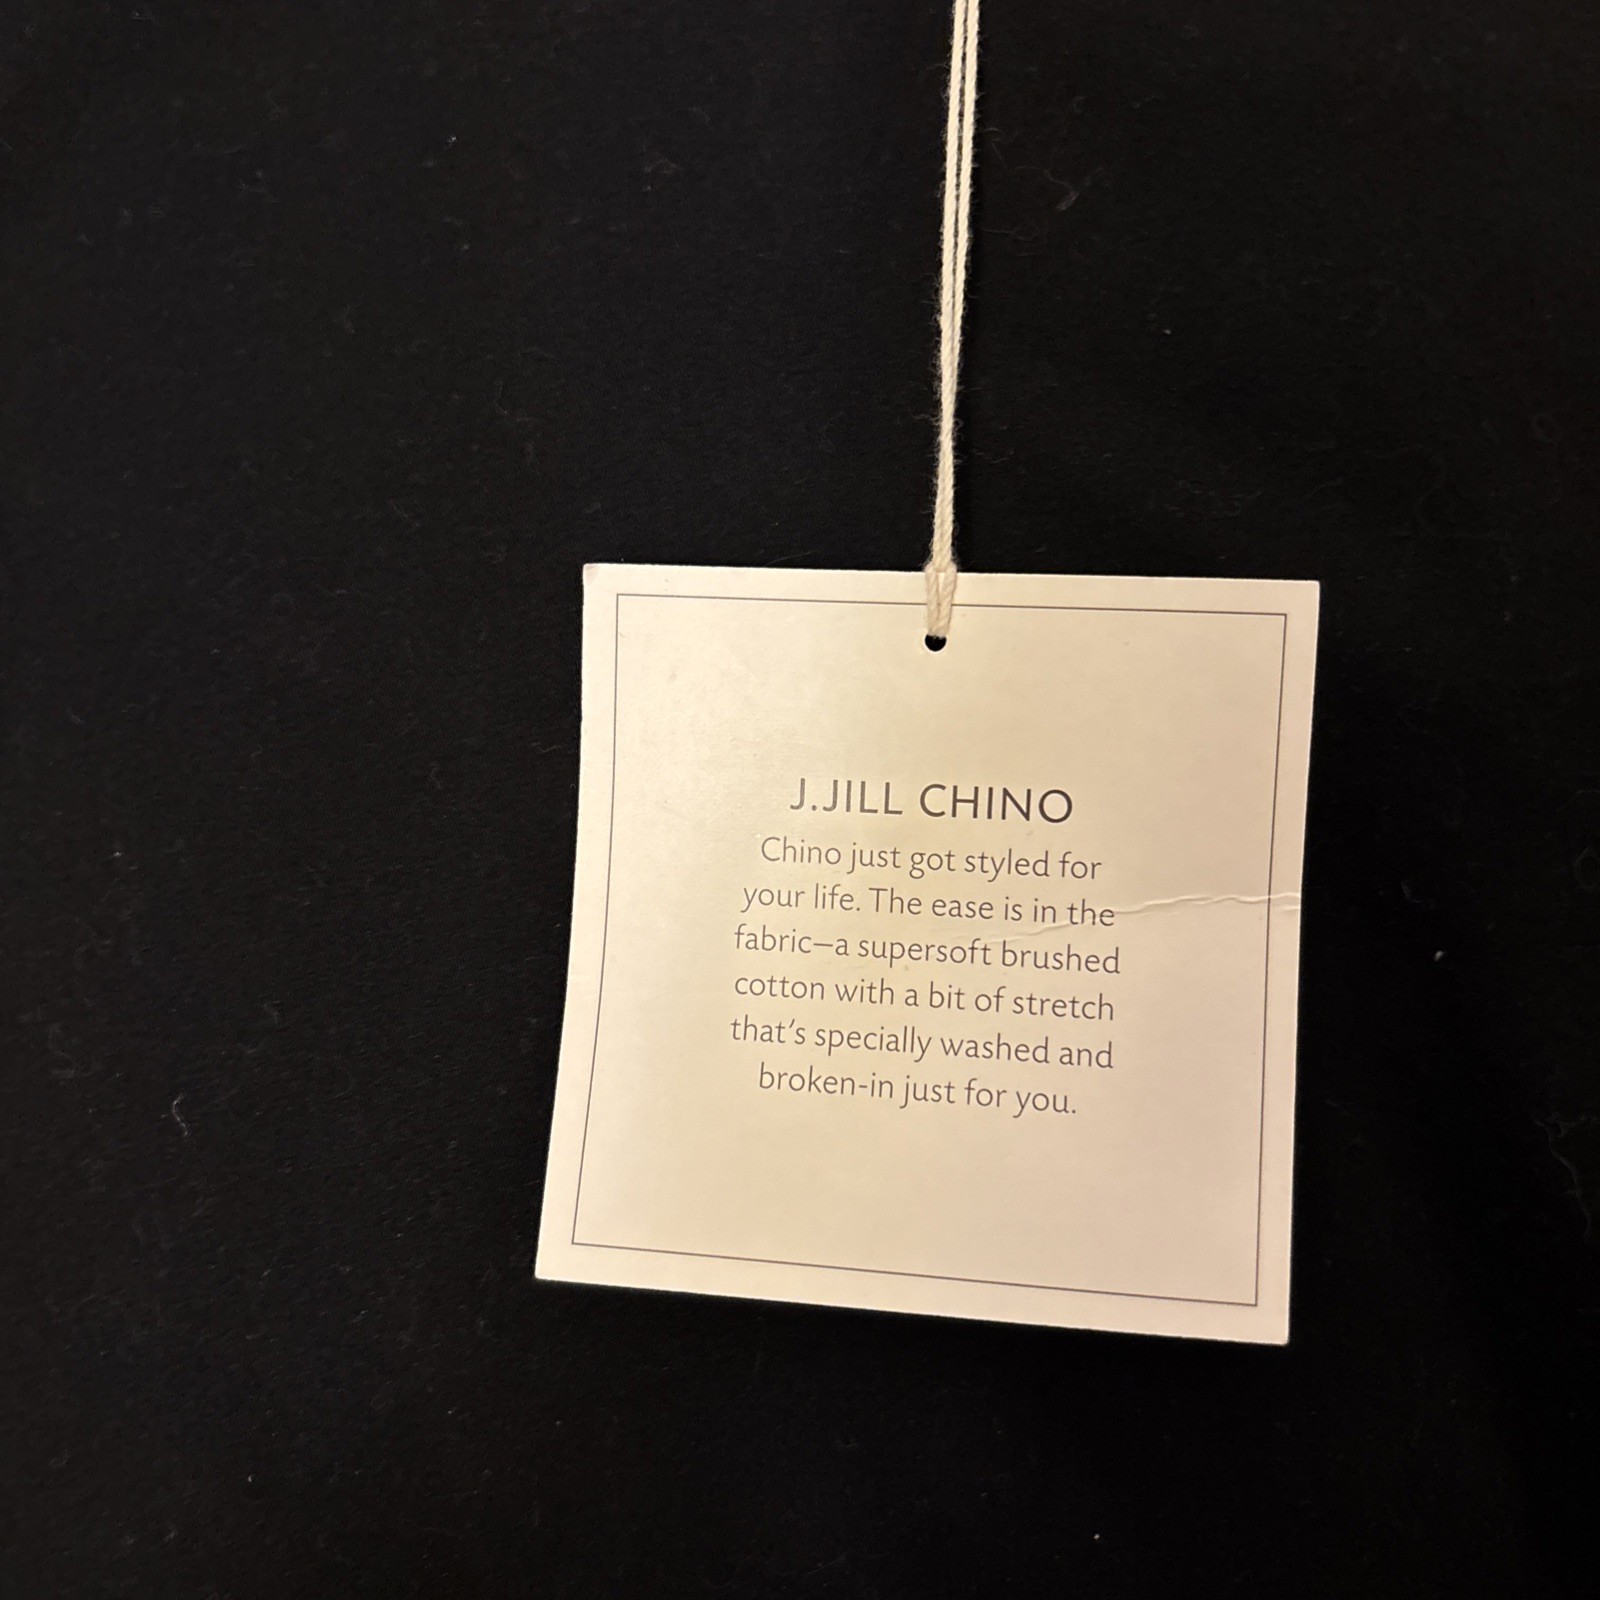 J.JILL CHINO
Chino just got styled for
your life. The ease is in the
fabric—a supersoft brushed
cotton with a bit of stretch
that's specially washed and
broken-in just for you.